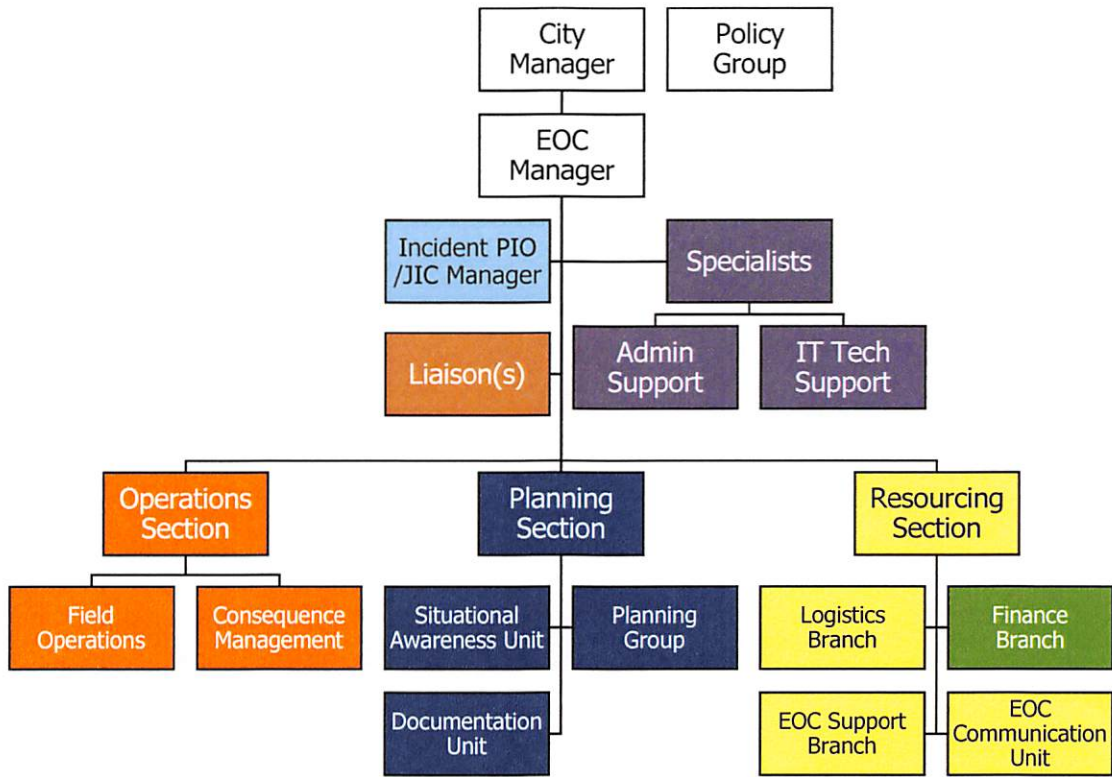 City
Manager
Policy
Group
EOC
Manager
Incident PIO
/JIC Manager
Specialists
Liaison(s)
Admin
Support
IT Tech
Support
Operations
Section
Planning
Section
Resourcing
Section
Field
Operations
Consequence
Management
Situational
Awareness Unit
Planning
Group
Logistics
Branch
Finance
Branch
Documentation
Unit
EOC Support
Branch
EOC
Communication
Unit